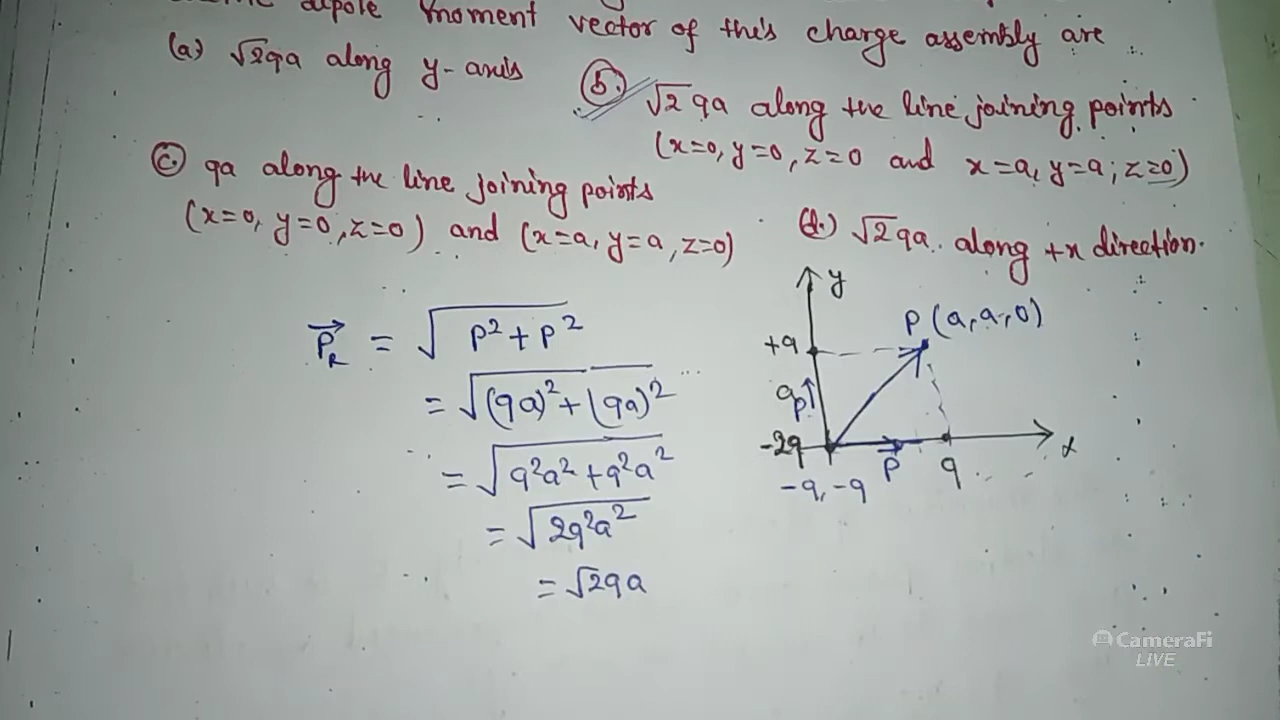 dipole moment vector of this charge assembly are
(a) √2qa along y-axis
(b.) √2 qa along the line joining points
(x=0, y=0, z=0 and x=a, y=a; z=0)
(c.) qa along the line joining points
(x=0, y=0, z=0) and (x=a, y=a, z=0)
(d.) √2qa. along +x direction.
P⃗R = √P²+P²
= √(qa)²+(qa)²
= √q²a²+q²a²
= √2q²a²
= √2qa
y
P(a,a,0)
+q
P
-2q
P⃗
q
x
-q,-q
CameraFi
LIVE